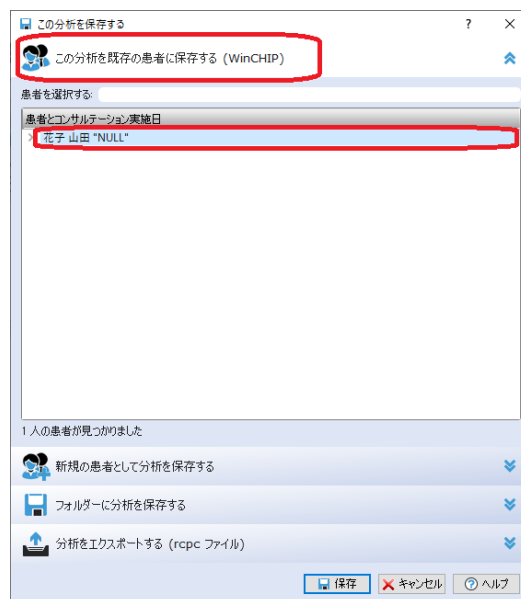 この分析を保存する
この分析を既存の患者に保存する (WinCHIP)
患者を選択する:
患者とコンサルテーション実施日
花子 山田 "NULL"
1 人の患者が見つかりました
新規の患者として分析を保存する
フォルダーに分析を保存する
分析をエクスポートする (rcpc ファイル)
保存 キャンセル ヘルプ